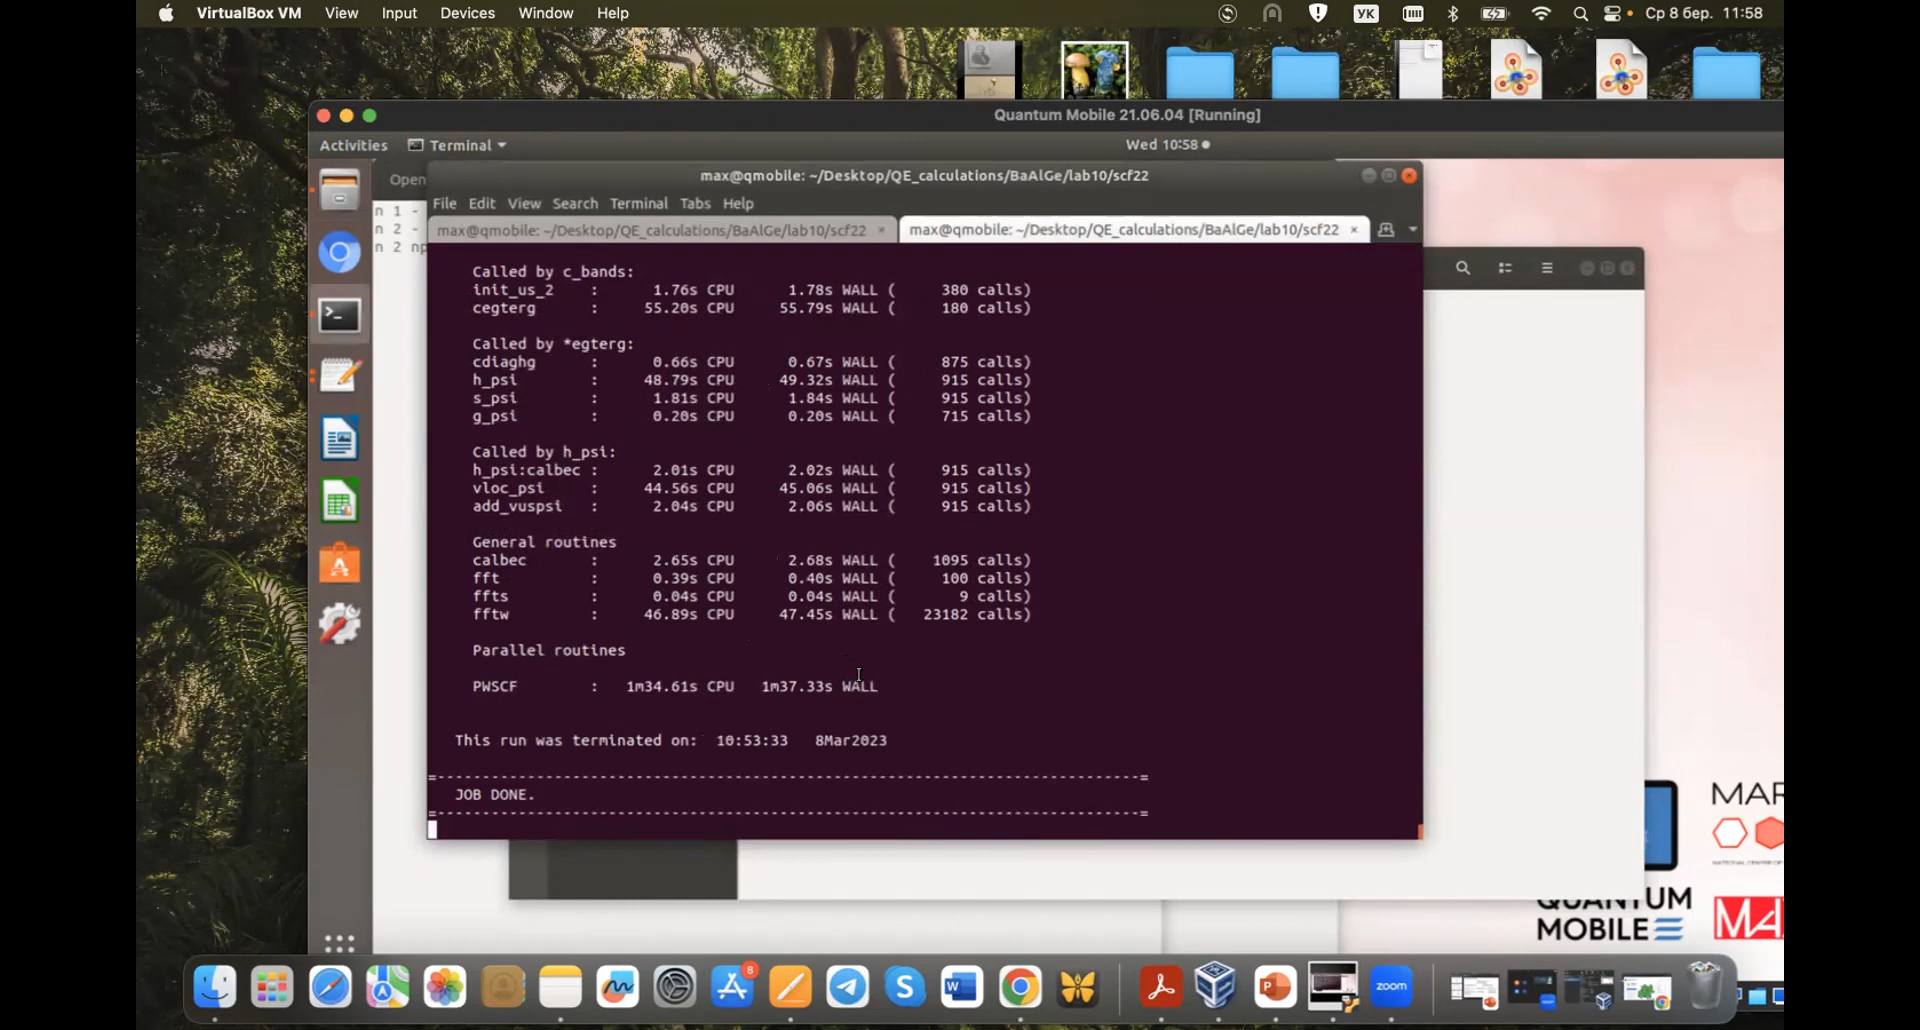 VirtualBox VM View Input Devices Window Help УК Ср 8 бер. 11:58
Quantum Mobile 21.06.04 [Running]
Activities Terminal Wed 10:58
Open
max@qmobile: ~/Desktop/QE_calculations/BaAlGe/lab10/scf22
n 1 -
n 2 -
n 2 np
File Edit View Search Terminal Tabs Help
max@qmobile: ~/Desktop/QE_calculations/BaAlGe/lab10/scf22 × max@qmobile: ~/Desktop/QE_calculations/BaAlGe/lab10/scf22 ×
Called by c_bands:
init_us_2 : 1.76s CPU 1.78s WALL ( 380 calls)
cegterg : 55.20s CPU 55.79s WALL ( 180 calls)
Called by *egterg:
cdiaghg : 0.66s CPU 0.67s WALL ( 875 calls)
h_psi : 48.79s CPU 49.32s WALL ( 915 calls)
s_psi : 1.81s CPU 1.84s WALL ( 915 calls)
g_psi : 0.20s CPU 0.20s WALL ( 715 calls)
Called by h_psi:
h_psi:calbec : 2.01s CPU 2.02s WALL ( 915 calls)
vloc_psi : 44.56s CPU 45.06s WALL ( 915 calls)
add_vuspsi : 2.04s CPU 2.06s WALL ( 915 calls)
General routines
calbec : 2.65s CPU 2.68s WALL ( 1095 calls)
fft : 0.39s CPU 0.40s WALL ( 100 calls)
ffts : 0.04s CPU 0.04s WALL ( 9 calls)
fftw : 46.89s CPU 47.45s WALL ( 23182 calls)
Parallel routines
PWSCF : 1m34.61s CPU 1m37.33s WALL
This run was terminated on: 10:53:33 8Mar2023
=------------------------------------------------------------------------------=
JOB DONE.
=------------------------------------------------------------------------------=
MAR
QUANTUM
MOBILE
MA
8
W
P
zoom